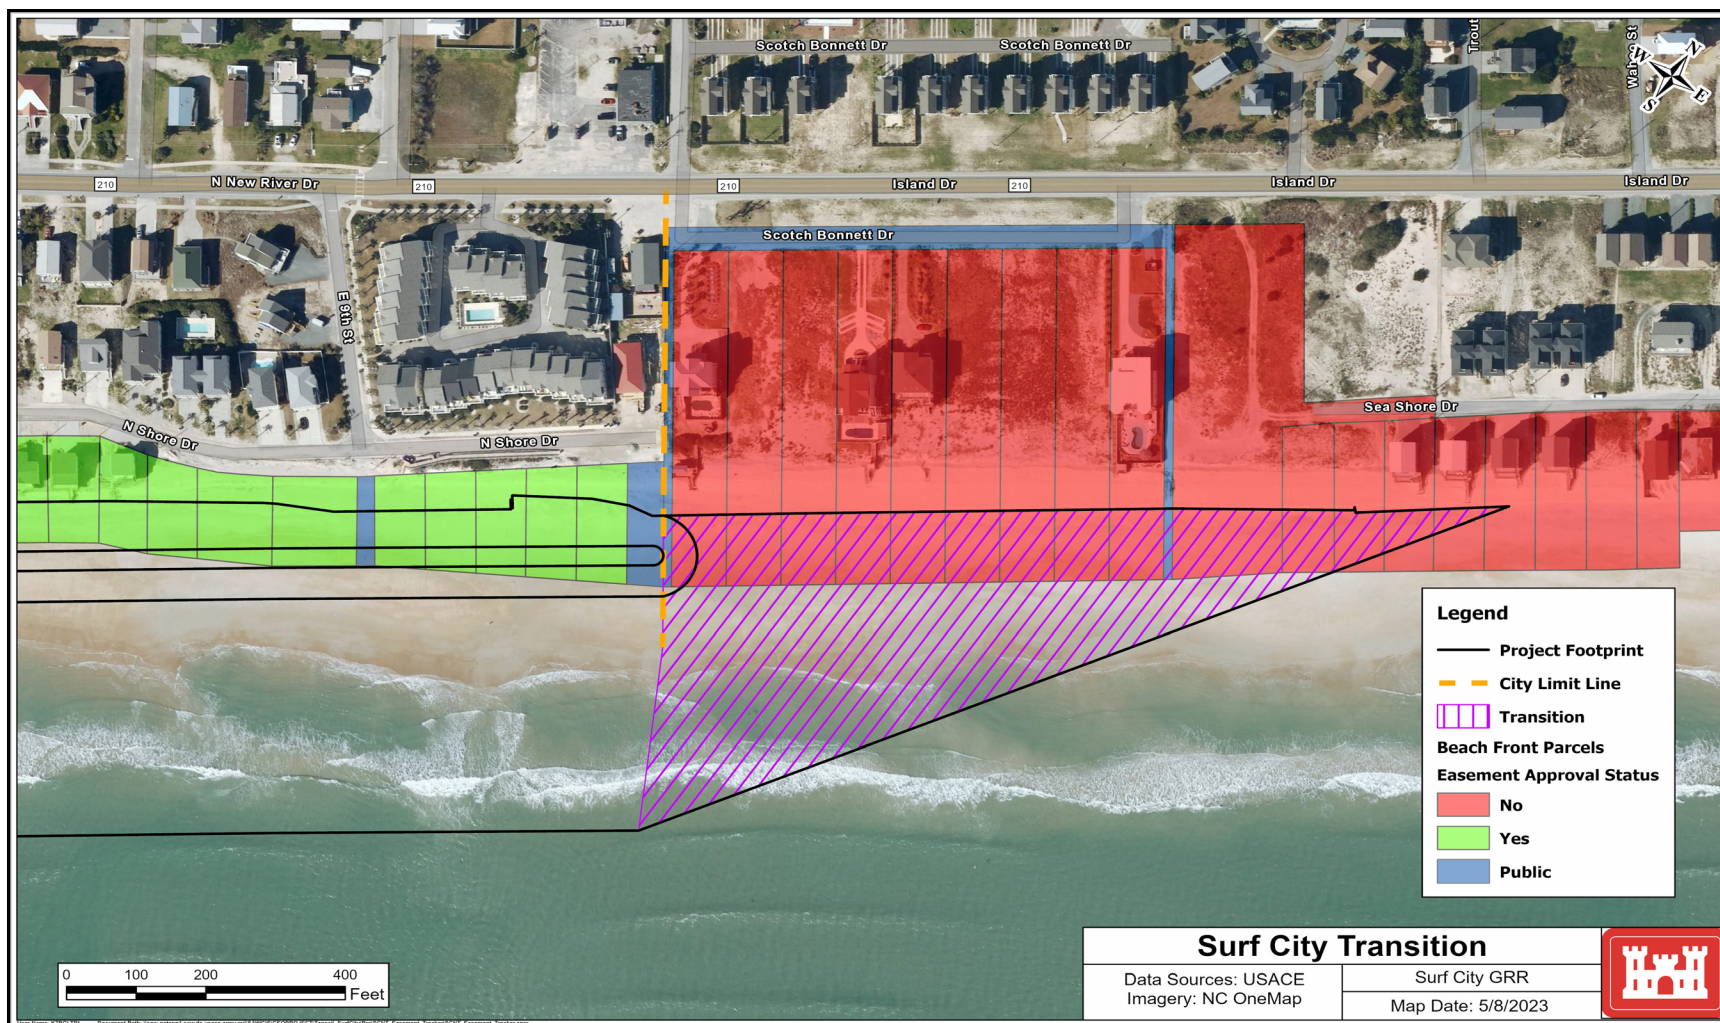 Scotch Bonnett Dr
Scotch Bonnett Dr
Trout
N
W
E
S
210
N New River Dr
210
210
Island Dr
210
Island Dr
Island Dr
Scotch Bonnett Dr
E 9th St
Sea Shore Dr
N Shore Dr
N Shore Dr
Legend
Project Footprint
City Limit Line
Transition
Beach Front Parcels
Easement Approval Status
No
Yes
Public
Surf City Transition
Data Sources: USACE
Imagery: NC OneMap
Surf City GRR
Map Date: 5/8/2023
0 100 200 400
Feet